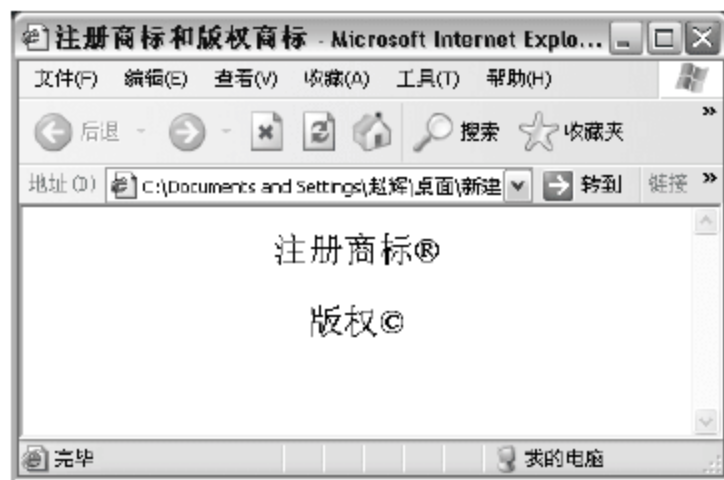 注册商标和版权商标 - Microsoft Internet Explo...
文件(F) 编辑(E) 查看(V) 收藏(A) 工具(T) 帮助(H)
后退 搜索 收藏夹 »
地址(D) C:\Documents and Settings\赵辉\桌面\新建 转到 链接 »
注册商标®
版权©
完毕 我的电脑